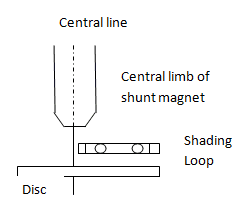 Central line
Central limb of
shunt magnet
Shading
Loop
Disc